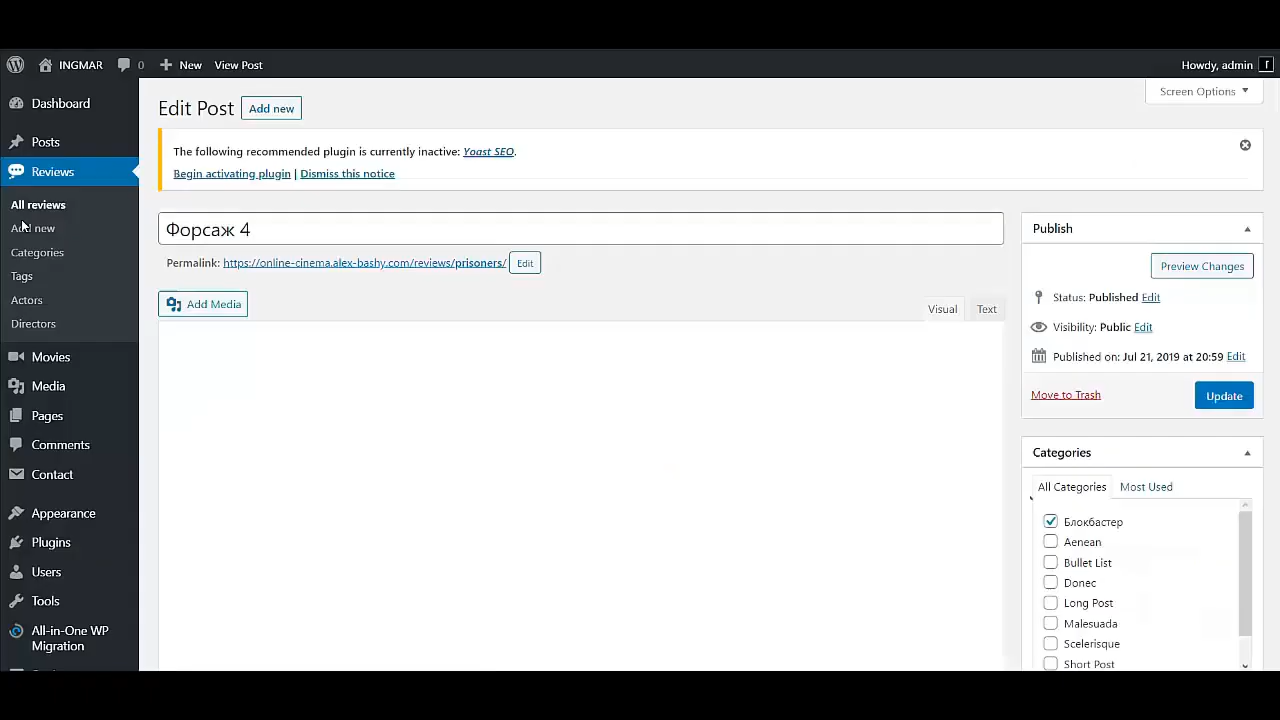 INGMAR 0 New View Post Howdy, admin
Dashboard
Posts
Reviews
All reviews
Add new
Categories
Tags
Actors
Directors
Movies
Media
Pages
Comments
Contact
Appearance
Plugins
Users
Tools
All-in-One WP
Migration
Screen Options
Edit Post Add new
The following recommended plugin is currently inactive: Yoast SEO.
Begin activating plugin | Dismiss this notice
Форсаж 4
Permalink: https://online-cinema.alex-bashy.com/reviews/prisoners/ Edit
Add Media
Visual Text
Publish
Preview Changes
Status: Published Edit
Visibility: Public Edit
Published on: Jul 21, 2019 at 20:59 Edit
Move to Trash Update
Categories
All Categories Most Used
Блокбастер
Aenean
Bullet List
Donec
Long Post
Malesuada
Scelerisque
Short Post